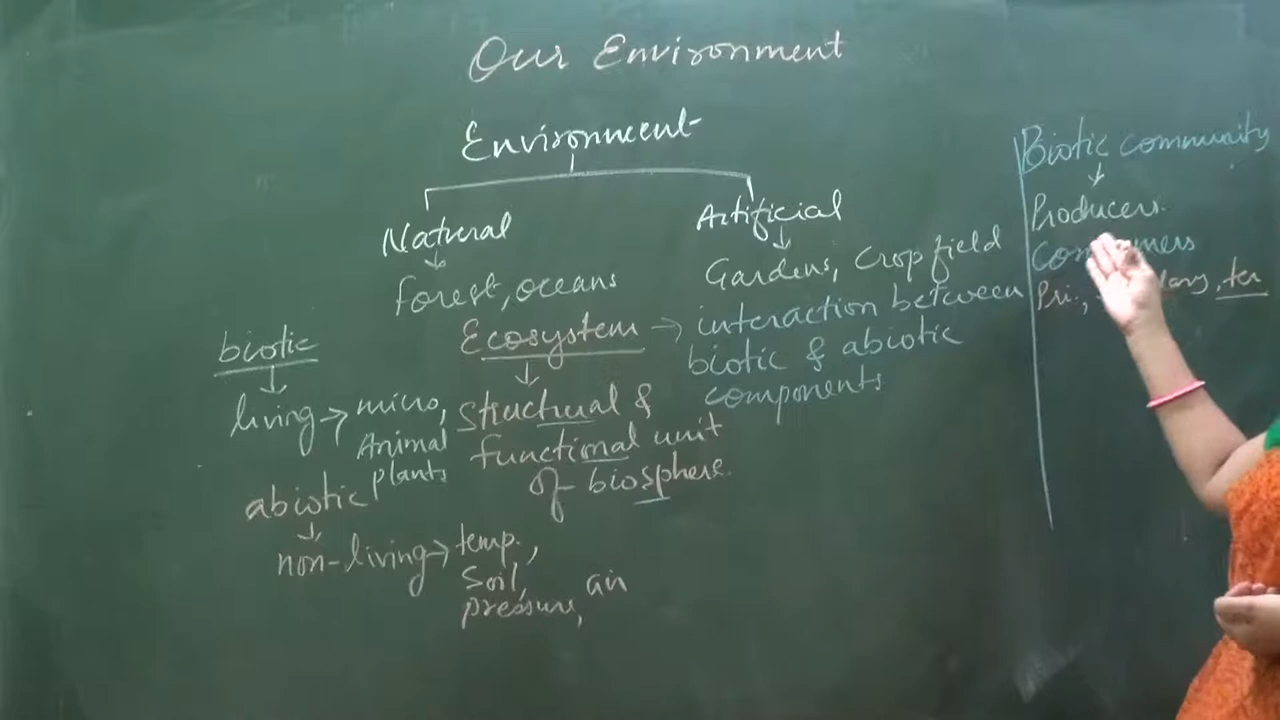 Our Environment
Environment
Natural
Forest, oceans
Artificial
Gardens, Crop field
Ecosystem → interaction between
biotic & abiotic
components
↓
Structural &
functional unit
of biosphere.
biotic
↓
living → micro,
Animal
plants
abiotic
↓
non-living → temp.,
Soil,
pressure, air
Biotic community
↓
Producers.
Pri.,
ter